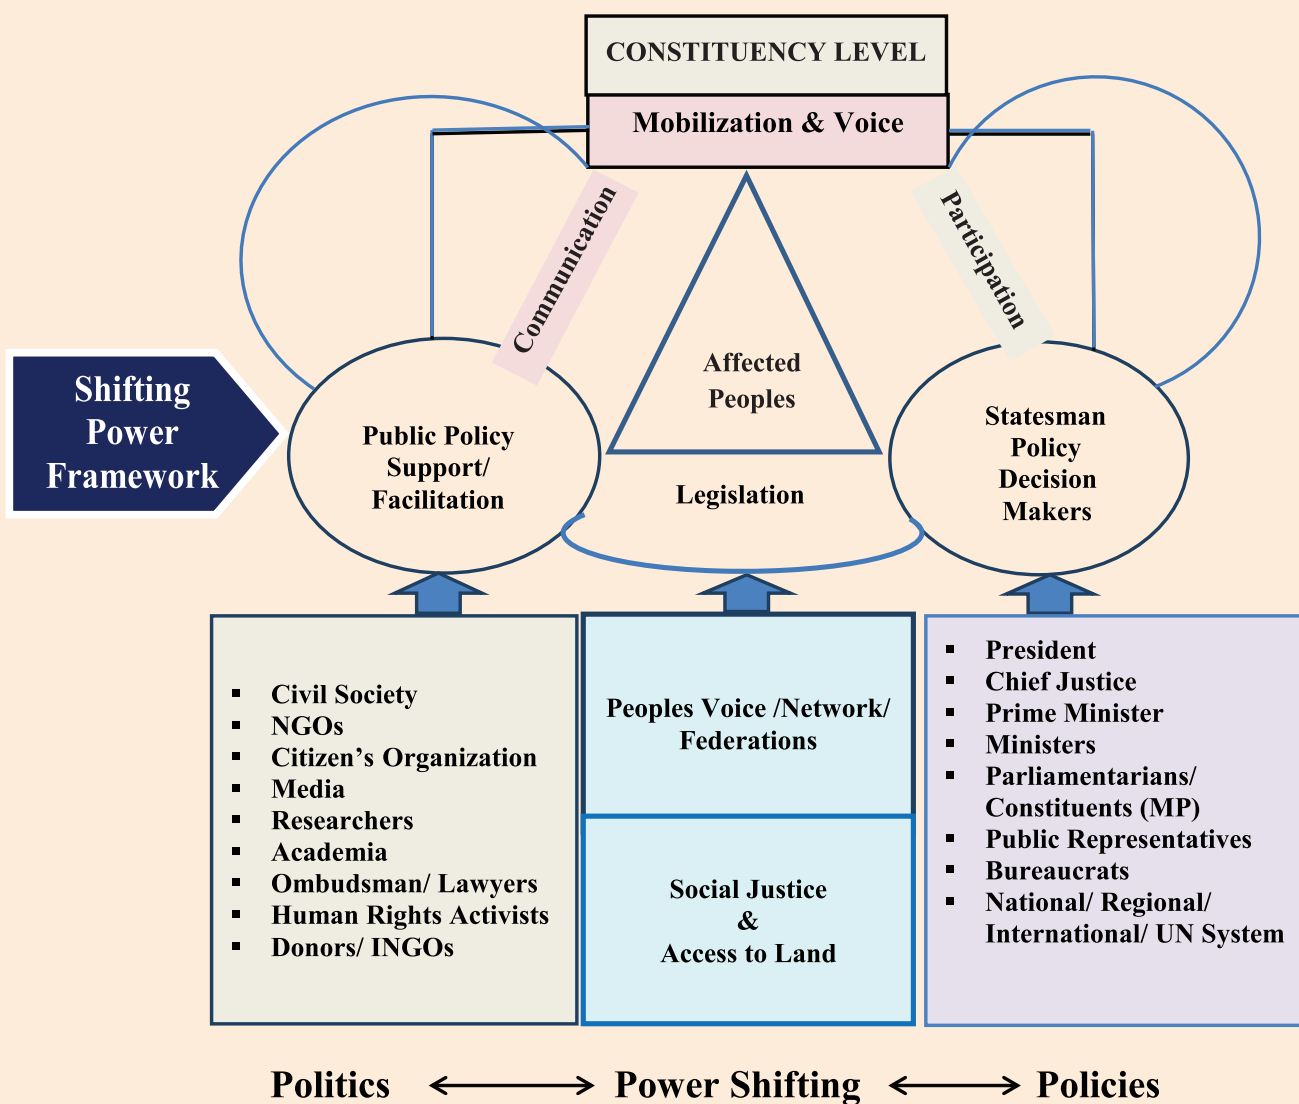 CONSTITUENCY LEVEL
Mobilization & Voice
Communication
Participation
Shifting
Power
Framework
Public Policy
Support/
Facilitation
Affected
Peoples
Legislation
Statesman
Policy
Decision
Makers
▪ Civil Society
▪ NGOs
▪ Citizen’s Organization
▪ Media
▪ Researchers
▪ Academia
▪ Ombudsman/ Lawyers
▪ Human Rights Activists
▪ Donors/ INGOs
Peoples Voice /Network/
Federations
Social Justice
&
Access to Land
▪ President
▪ Chief Justice
▪ Prime Minister
▪ Ministers
▪ Parliamentarians/
Constituents (MP)
▪ Public Representatives
▪ Bureaucrats
▪ National/ Regional/
International/ UN System
Politics Power Shifting Policies